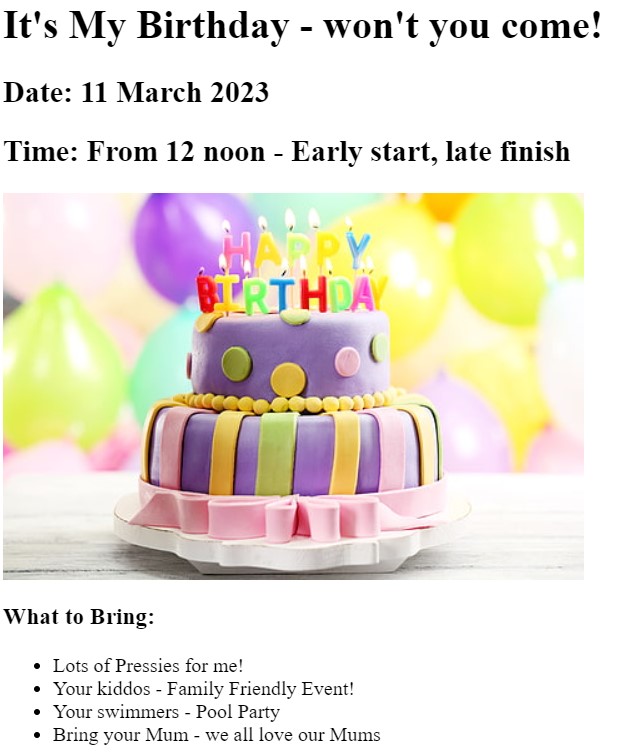 It's My Birthday - won't you come!
Date: 11 March 2023
Time: From 12 noon - Early start, late finish
HAPPY
BIRTHDAY
What to Bring:
Lots of Pressies for me!
Your kiddos - Family Friendly Event!
Your swimmers - Pool Party
Bring your Mum - we all love our Mums